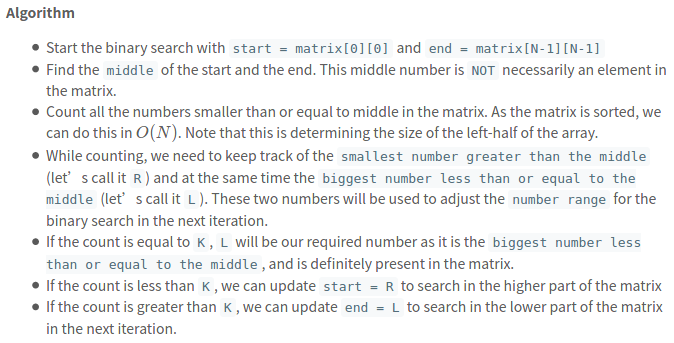 Algorithm
● Start the binary search with start = matrix[0][0] and end = matrix[N-1][N-1]
● Find the middle of the start and the end. This middle number is NOT necessarily an element in
the matrix.
● Count all the numbers smaller than or equal to middle in the matrix. As the matrix is sorted, we
can do this in O(N). Note that this is determining the size of the left-half of the array.
● While counting, we need to keep track of the smallest number greater than the middle
(let’s call it R) and at the same time the biggest number less than or equal to the
middle (let’s call it L). These two numbers will be used to adjust the number range for the
binary search in the next iteration.
● If the count is equal to K, L will be our required number as it is the biggest number less
than or equal to the middle, and is definitely present in the matrix.
● If the count is less than K, we can update start = R to search in the higher part of the matrix
● If the count is greater than K, we can update end = L to search in the lower part of the matrix
in the next iteration.